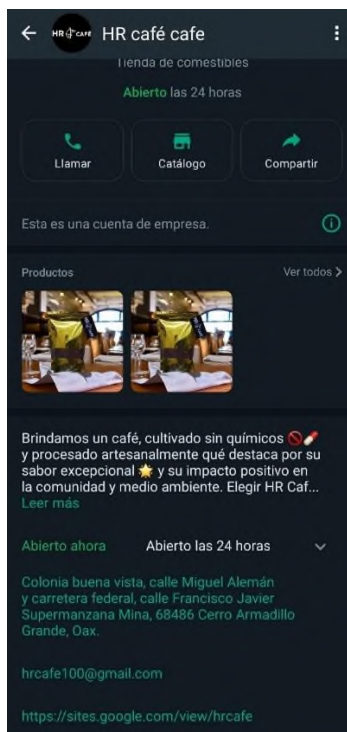 HR CAFE HR café cafe
Tienda de comestibles
Abierto las 24 horas
Llamar Catálogo Compartir
Esta es una cuenta de empresa.
Productos Ver todos
Brindamos un café, cultivado sin químicos 🚫💊
y procesado artesanalmente qué destaca por su
sabor excepcional 🌟 y su impacto positivo en
la comunidad y medio ambiente. Elegir HR Caf...
Leer más
Abierto ahora Abierto las 24 horas
Colonia buena vista, calle Miguel Alemán
y carretera federal, calle Francisco Javier
Supermanzana Mina, 68486 Cerro Armadillo
Grande, Oax.
hrcafe100@gmail.com
https://sites.google.com/view/hrcafe